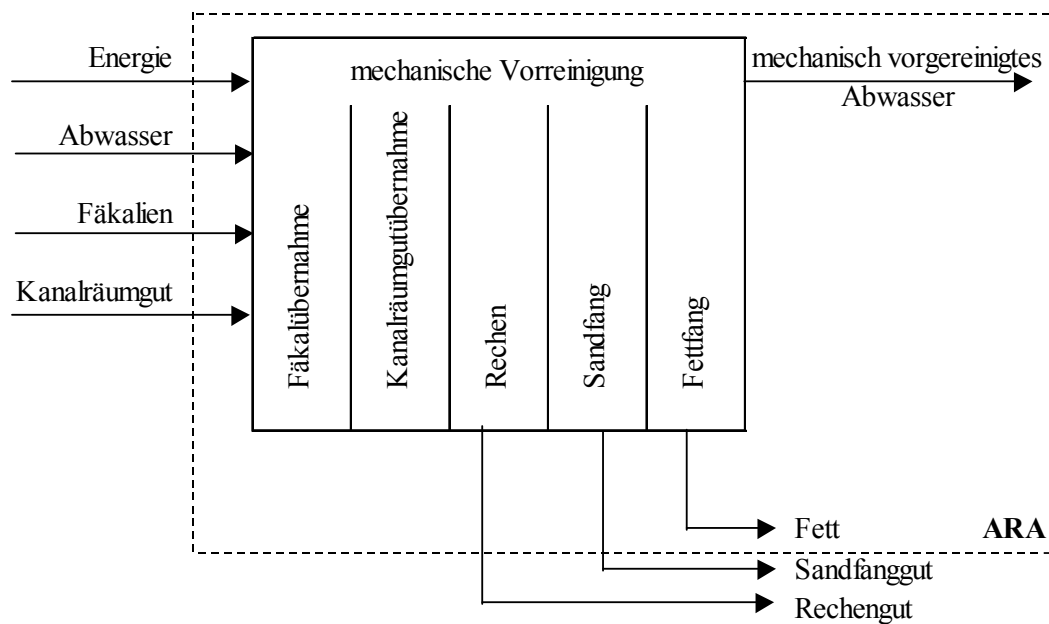 Energie
Abwasser
Fäkalien
Kanalräumgut
mechanische Vorreinigung
Fäkalübernahme
Kanalräumgutübernahme
Rechen
Sandfang
Fettfang
mechanisch vorgereinigtes
Abwasser
Fett
ARA
Sandfanggut
Rechengut